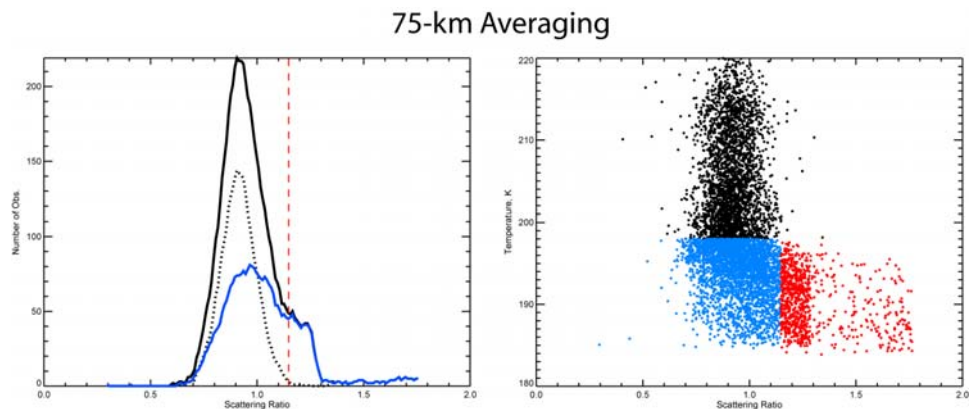 75-km Averaging
200
150
100
50
0
Number of Obs.
0.0 0.5 1.0 1.5 2.0
Scattering Ratio
220
210
200
190
180
Temperature, K
0.0 0.5 1.0 1.5 2.0
Scattering Ratio